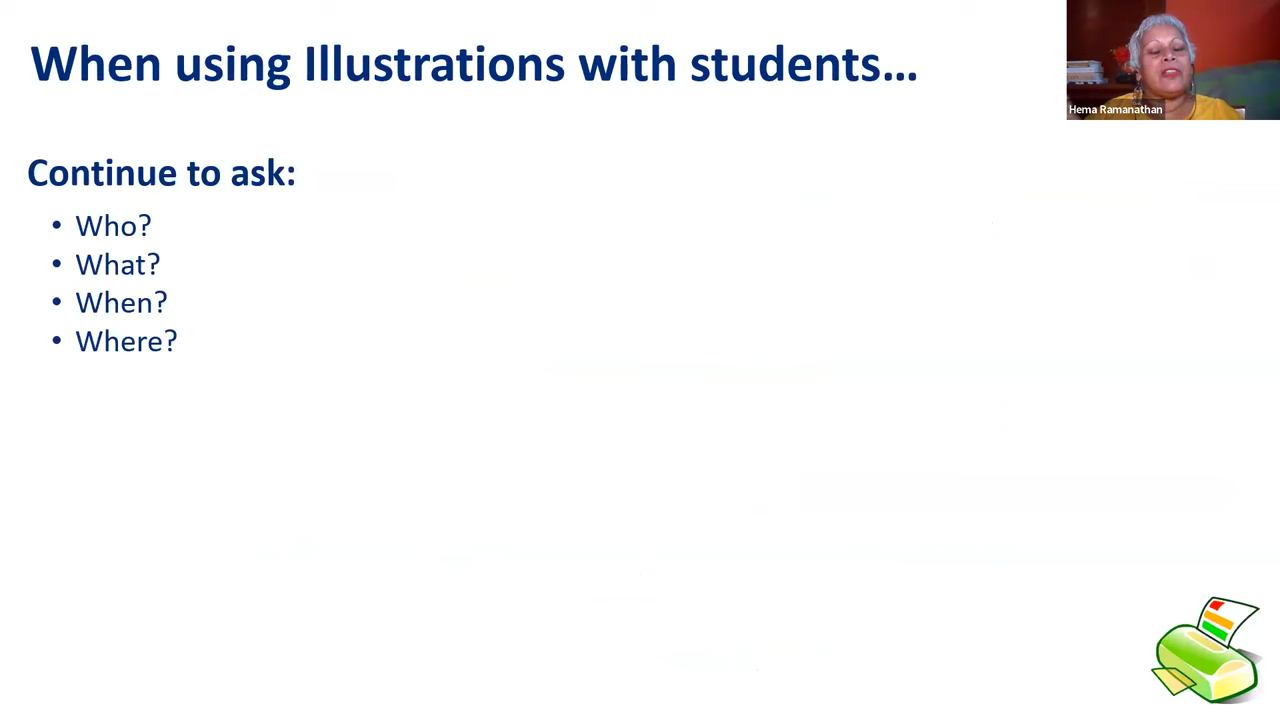 When using Illustrations with students…
Hema Ramanathan
Continue to ask:
• Who?
• What?
• When?
• Where?